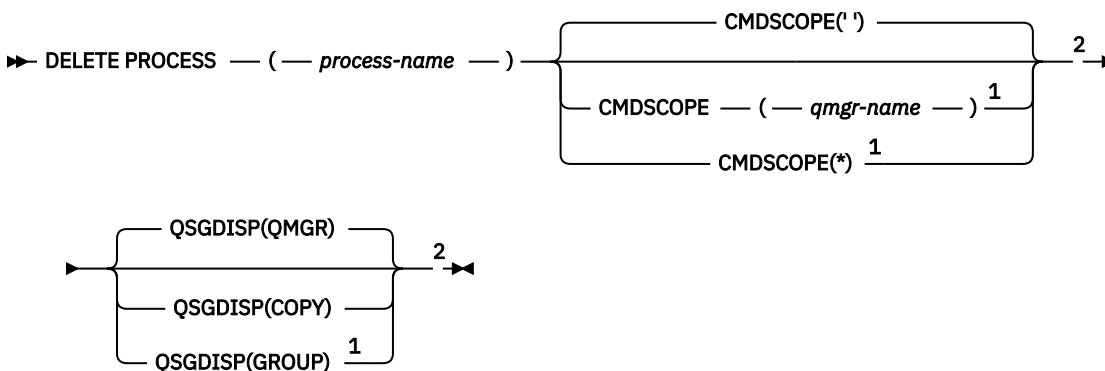 CMDSCOPE(' ')
DELETE PROCESS ( process-name ) 2
CMDSCOPE ( qmgr-name ) 1
CMDSCOPE(*) 1
QSGDISP(QMGR)
2
QSGDISP(COPY)
QSGDISP(GROUP) 1